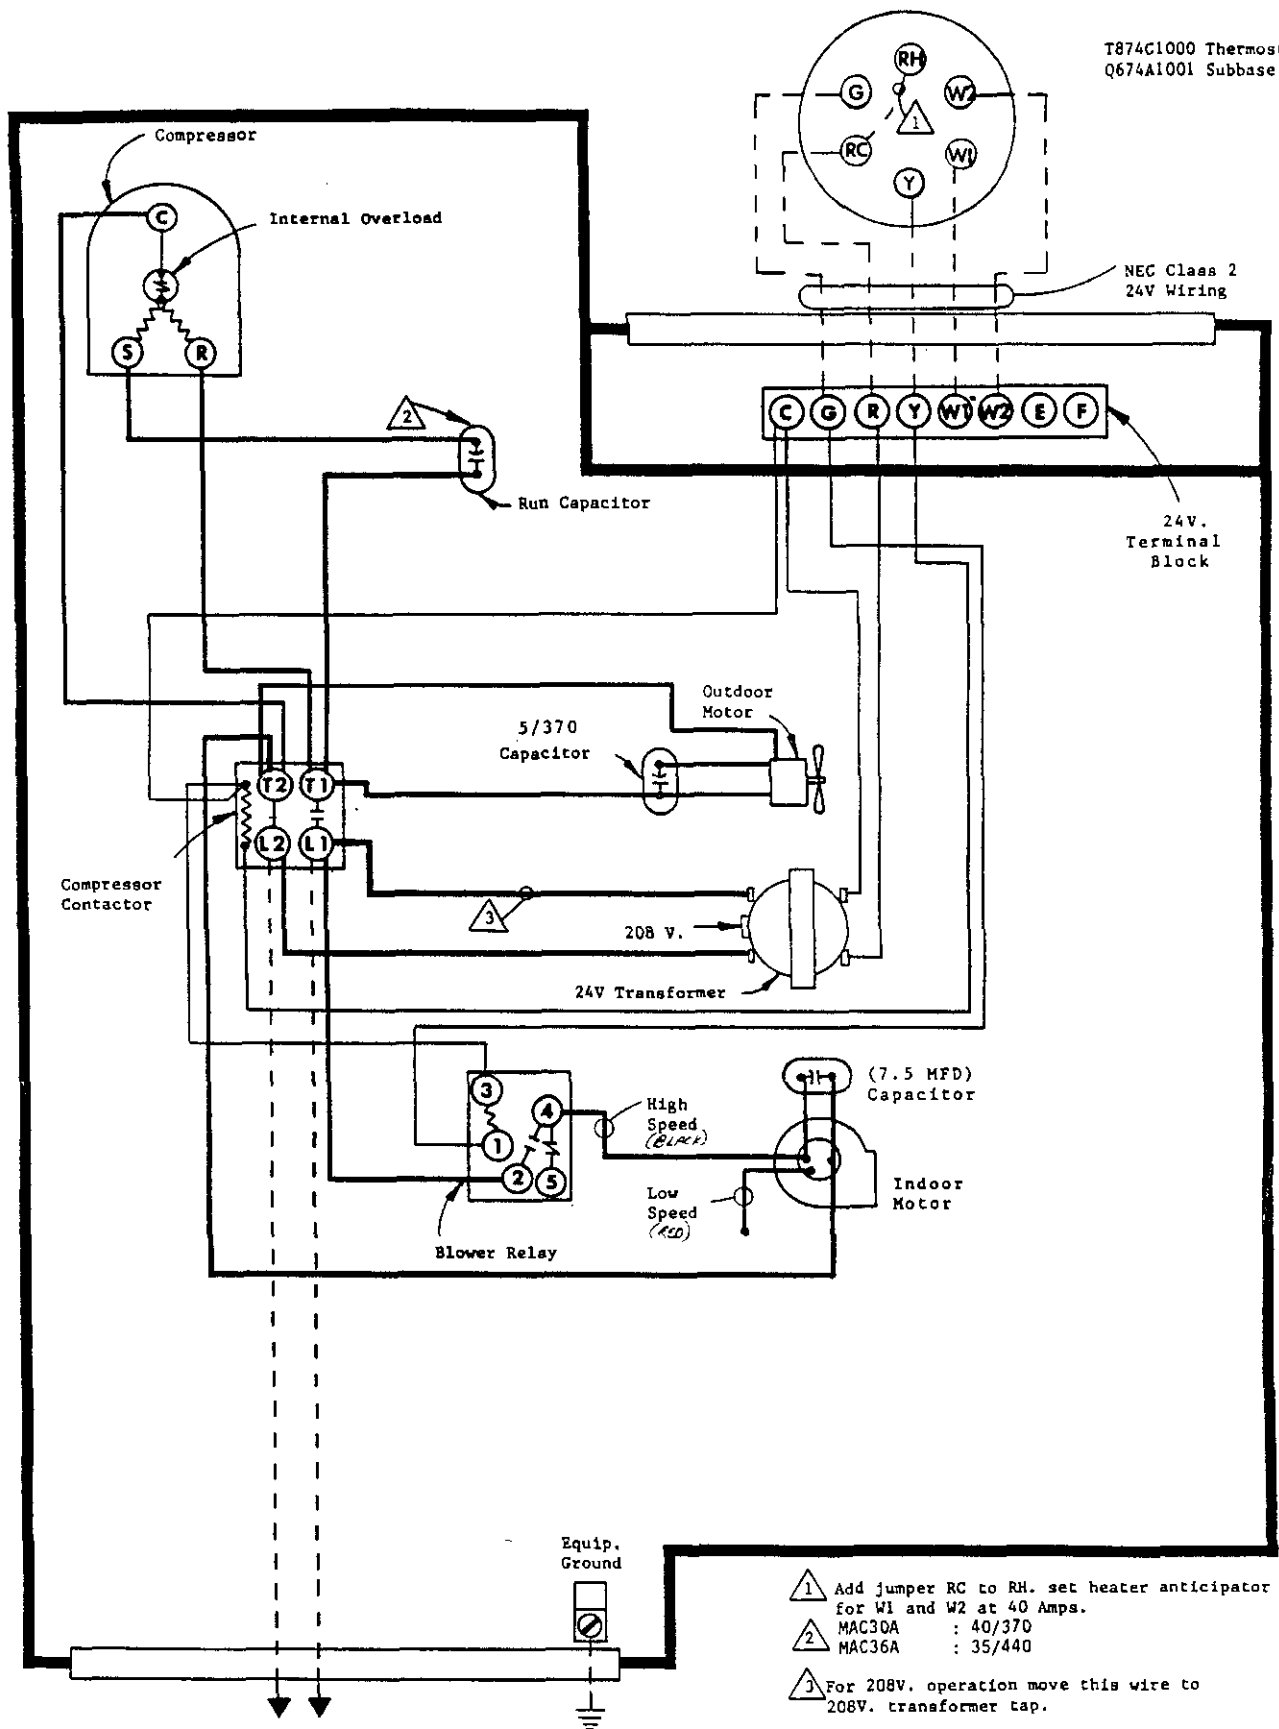 T874C1000 Thermos
Q674A1001 Subbase
RH
G
W2
1
RC
W1
Y
Compressor
C
Internal Overload
NEC Class 2
24V Wiring
S
R
2
C G R Y W1 W2 E F
Run Capacitor
24V.
Terminal
Block
Outdoor
Motor
5/370
Capacitor
T2 T1
L2 L1
Compressor
Contactor
3
208 V.
24V Transformer
(7.5 MFD)
Capacitor
3
4
High
Speed
(BLACK)
1
2
5
Low
Speed
(RED)
Indoor
Motor
Blower Relay
Equip.
Ground
1 Add jumper RC to RH. set heater anticipator
for W1 and W2 at 40 Amps.
2 MAC30A : 40/370
MAC36A : 35/440
3 For 208V. operation move this wire to
208V. transformer tap.